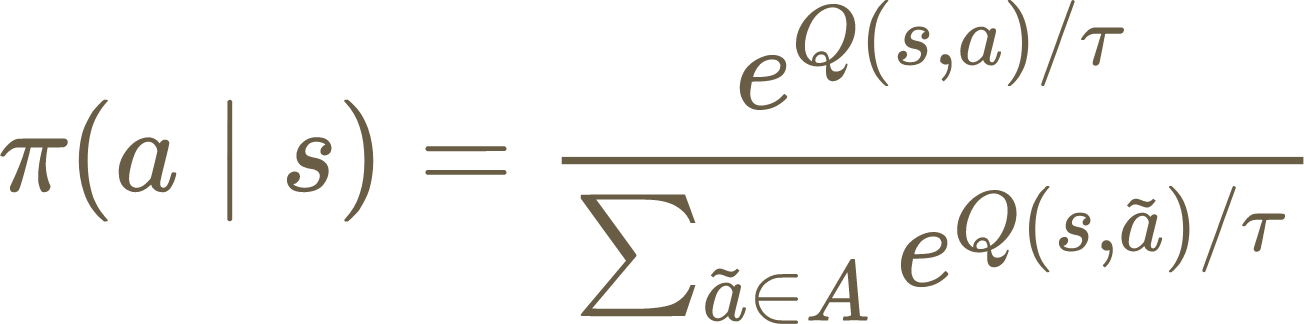 π(a | s) = e^{Q(s,a)/τ} / ∑_{ã∈A} e^{Q(s,ã)/τ}